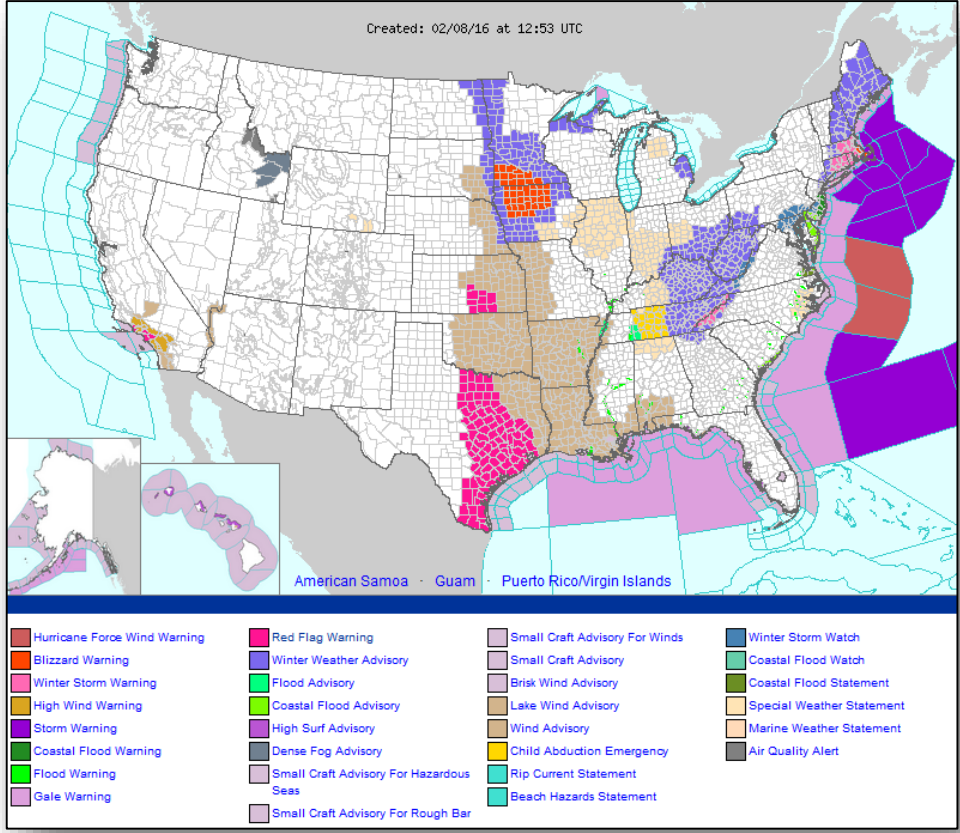 Created: 02/08/16 at 12:53 UTC
American Samoa · Guam · Puerto Rico/Virgin Islands
Hurricane Force Wind Warning
Blizzard Warning
Winter Storm Warning
High Wind Warning
Storm Warning
Coastal Flood Warning
Flood Warning
Gale Warning
Red Flag Warning
Winter Weather Advisory
Flood Advisory
Coastal Flood Advisory
High Surf Advisory
Dense Fog Advisory
Small Craft Advisory For Hazardous
Seas
Small Craft Advisory For Rough Bar
Small Craft Advisory For Winds
Small Craft Advisory
Brisk Wind Advisory
Lake Wind Advisory
Wind Advisory
Child Abduction Emergency
Rip Current Statement
Beach Hazards Statement
Winter Storm Watch
Coastal Flood Watch
Coastal Flood Statement
Special Weather Statement
Marine Weather Statement
Air Quality Alert